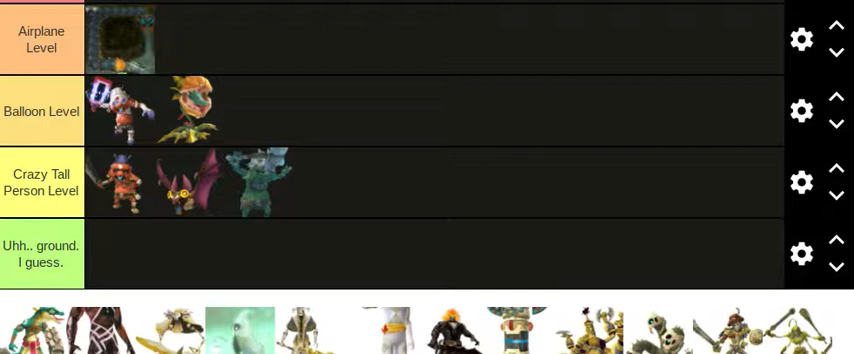 Airplane
Level
Balloon Level
Crazy Tall
Person Level
Uhh.. ground.
I guess.